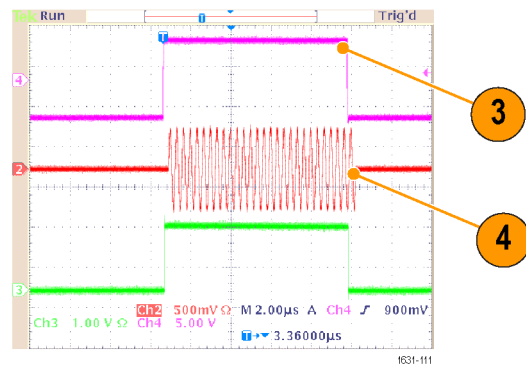 Tek Run Trig'd
T
T
4
3
2
4
3
Ch2 500mV Ω M 2.00µs A Ch4 ʃ 900mV
Ch3 1.00 V Ω Ch4 5.00 V
T 3.36000µs
1631-111